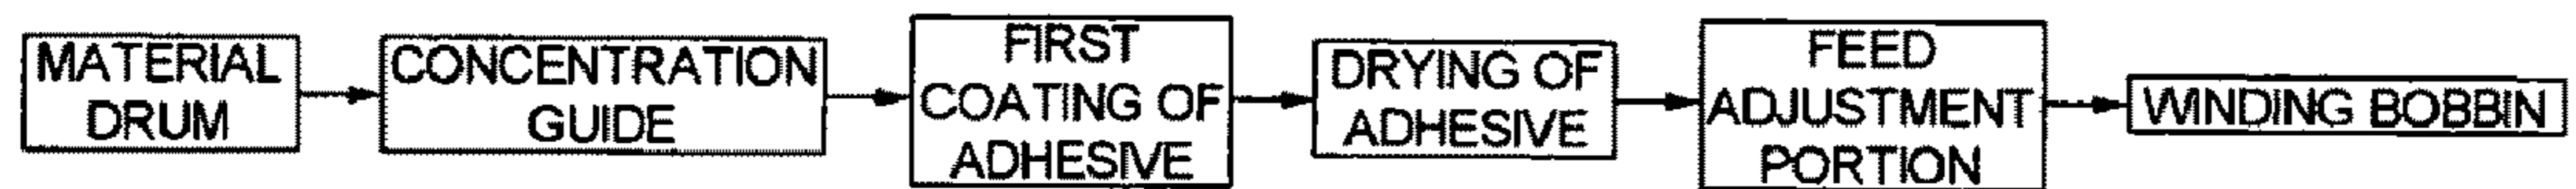 MATERIAL
DRUM
CONCENTRATION
GUIDE
FIRST
COATING OF
ADHESIVE
DRYING OF
ADHESIVE
FEED
ADJUSTMENT
PORTION
WINDING BOBBIN